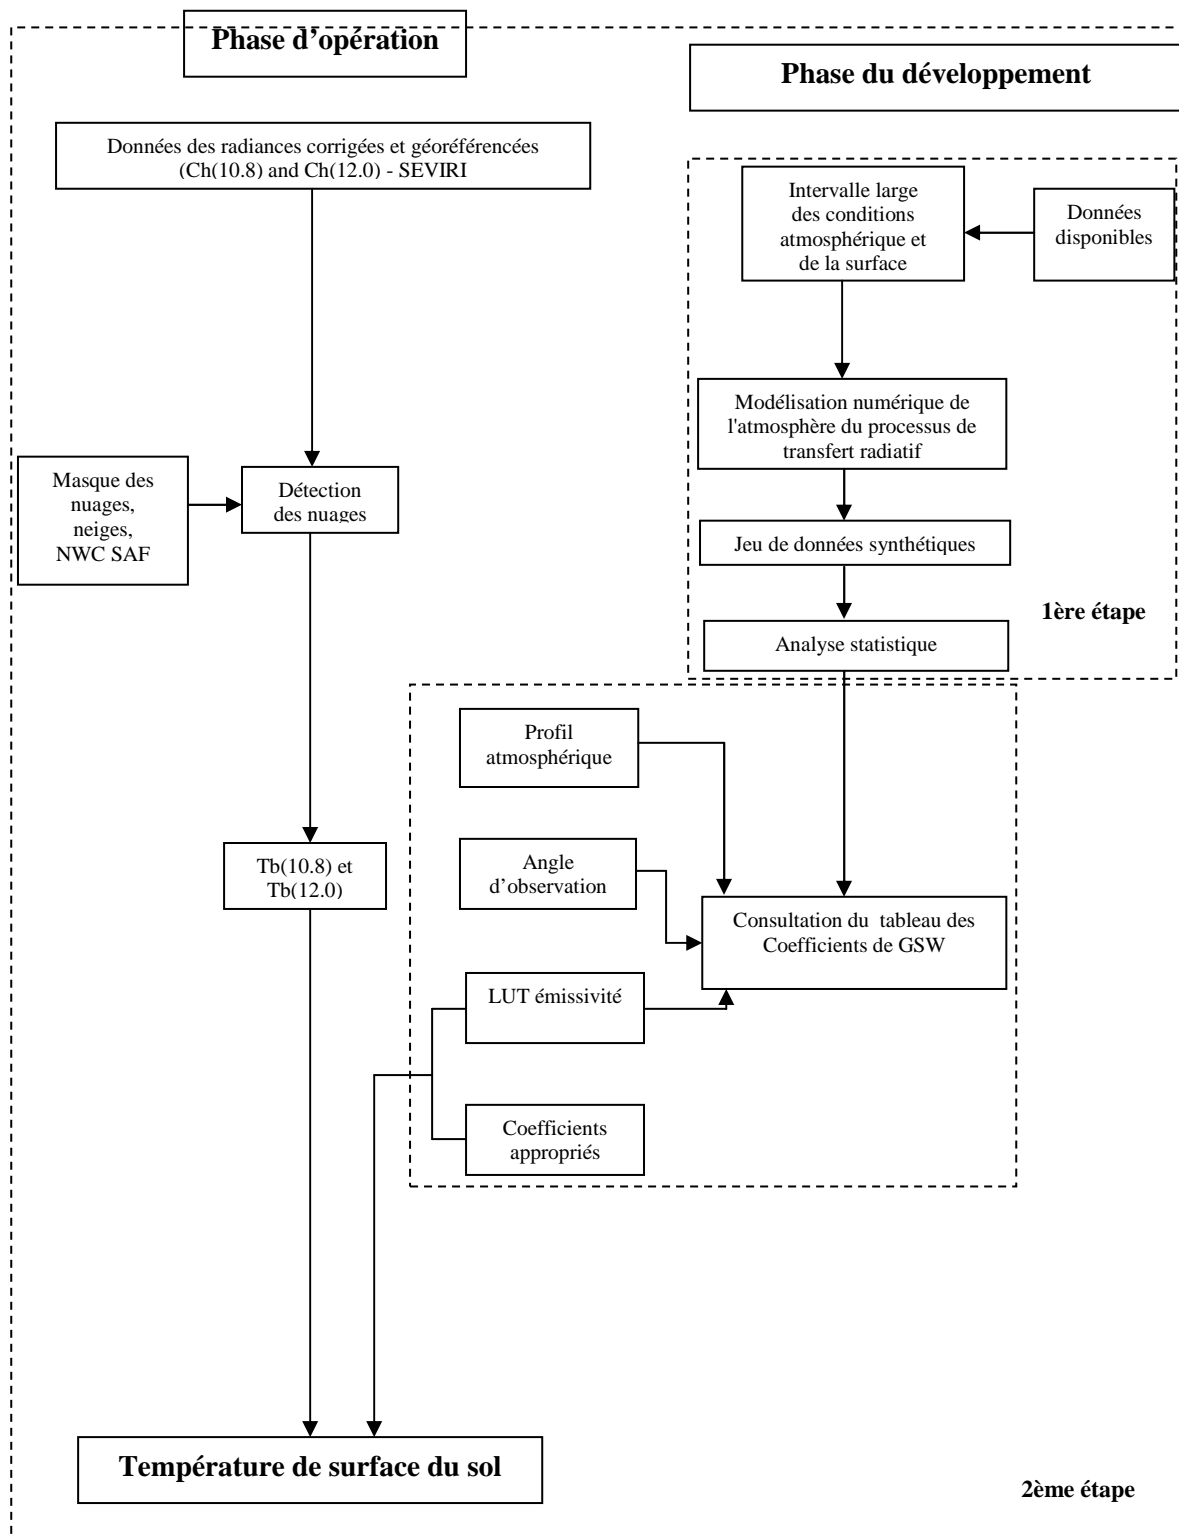 Phase d’opération
Phase du développement
Données des radiances corrigées et géoréférencées
(Ch(10.8) and Ch(12.0) - SEVIRI
Intervalle large
des conditions
atmosphérique et
de la surface
Données
disponibles
Modélisation numérique de
l'atmosphère du processus de
transfert radiatif
Masque des
nuages,
neiges,
NWC SAF
Détection
des nuages
Jeu de données synthétiques
1ère étape
Analyse statistique
Profil
atmosphérique
Tb(10.8) et
Tb(12.0)
Angle
d’observation
Consultation du  tableau des
Coefficients de GSW
LUT émissivité
Coefficients
appropriés
Température de surface du sol
2ème étape